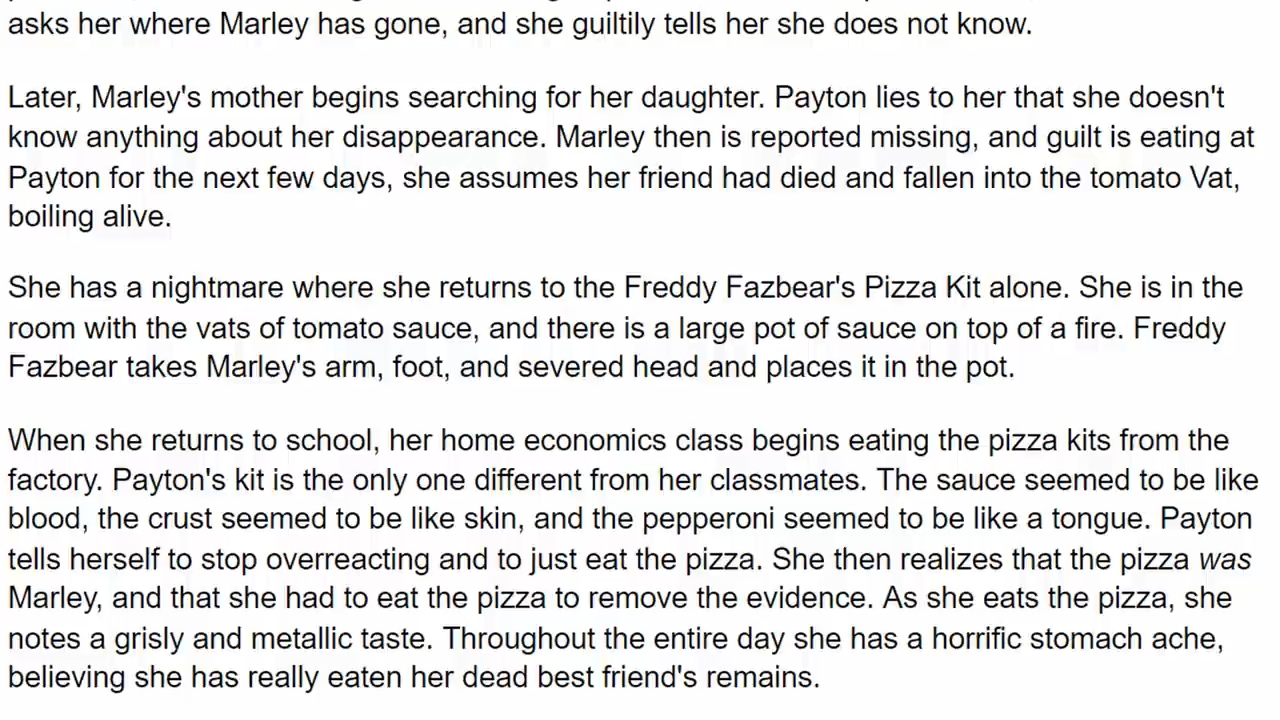 asks her where Marley has gone, and she guiltily tells her she does not know.
Later, Marley's mother begins searching for her daughter. Payton lies to her that she doesn't
know anything about her disappearance. Marley then is reported missing, and guilt is eating at
Payton for the next few days, she assumes her friend had died and fallen into the tomato Vat,
boiling alive.
She has a nightmare where she returns to the Freddy Fazbear's Pizza Kit alone. She is in the
room with the vats of tomato sauce, and there is a large pot of sauce on top of a fire. Freddy
Fazbear takes Marley's arm, foot, and severed head and places it in the pot.
When she returns to school, her home economics class begins eating the pizza kits from the
factory. Payton's kit is the only one different from her classmates. The sauce seemed to be like
blood, the crust seemed to be like skin, and the pepperoni seemed to be like a tongue. Payton
tells herself to stop overreacting and to just eat the pizza. She then realizes that the pizza was
Marley, and that she had to eat the pizza to remove the evidence. As she eats the pizza, she
notes a grisly and metallic taste. Throughout the entire day she has a horrific stomach ache,
believing she has really eaten her dead best friend's remains.